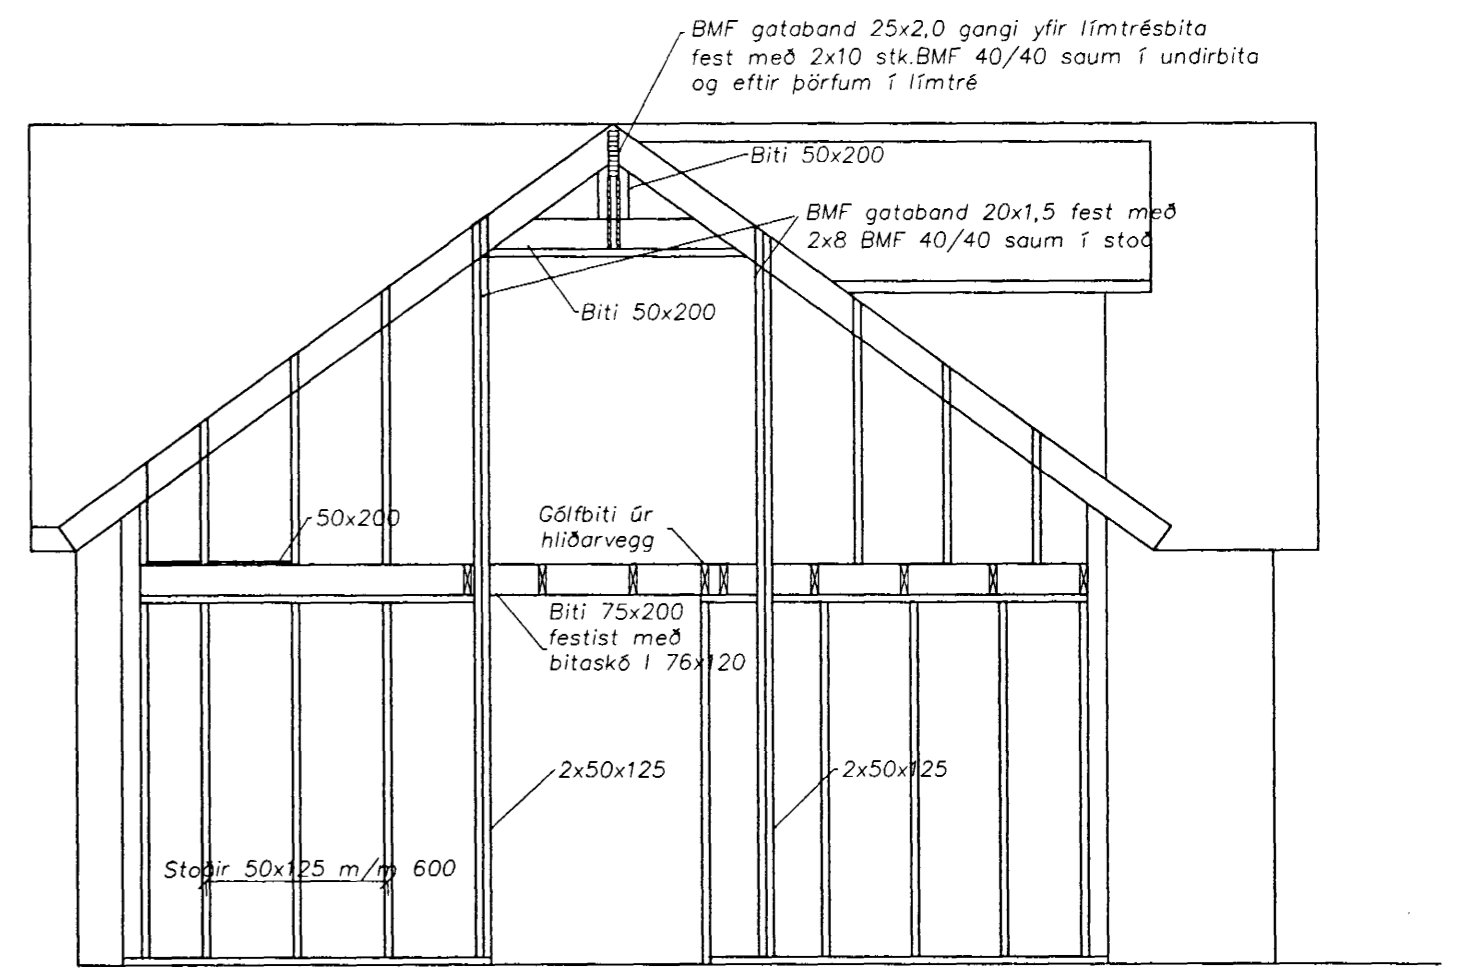 BMF gataband 25x2,0 gangi yfir límtrésbita
fest með 2x10 stk.BMF 40/40 saum í undirbita
og eftir þörfum í límtré
Biti 50x200
BMF gataband 20x1,5 fest með
2x8 BMF 40/40 saum í stoð
Biti 50x200
50x200
Gólfbiti úr
hliðarvegg
Biti 75x200
festist með
bitaskó I 76x120
2x50x125
2x50x125
Stoðir 50x125 m/m 600